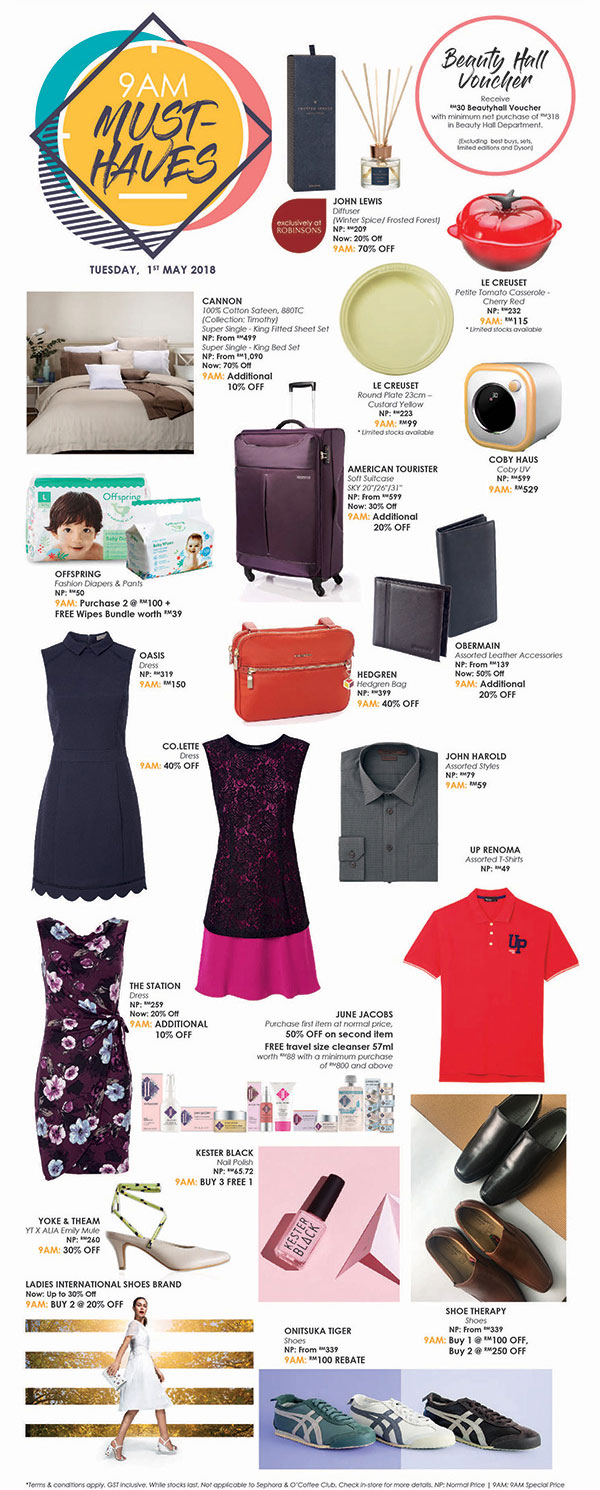 9AM
MUST-
HAVES
TUESDAY, 1ST MAY 2018
Beauty Hall
Voucher
Receive
RM30 Beautyhall Voucher
with minimum net purchase of RM318
in Beauty Hall Department.
(Excluding best buys, sets,
limited editions and Dyson)
exclusively at
ROBINSONS
JOHN LEWIS
Diffuser
(Winter Spice/ Frosted Forest)
NP: RM209
Now: 20% Off
9AM: 70% OFF
LE CREUSET
Petite Tomato Casserole -
Cherry Red
NP: RM232
9AM: RM115
* Limited stocks available
CANNON
100% Cotton Sateen, 880TC
(Collection: Timothy)
Super Single - King Fitted Sheet Set
NP: From RM499
Super Single - King Bed Set
NP: From RM1,090
Now: 70% Off
9AM: Additional
10% OFF
LE CREUSET
Round Plate 23cm –
Custard Yellow
NP: RM223
9AM: RM99
* Limited stocks available
COBY HAUS
Coby UV
NP: RM599
9AM: RM529
AMERICAN TOURISTER
Soft Suitcase
SKY 20"/26"/31"
NP: From RM599
Now: 30% Off
9AM: Additional
20% OFF
L
Offspring
OFFSPRING
Fashion Diapers & Pants
NP: RM50
9AM: Purchase 2 @ RM100 +
FREE Wipes Bundle worth RM39
OBERMAIN
Assorted Leather Accessories
NP: From RM139
Now: 50% Off
9AM: Additional
20% OFF
OASIS
Dress
NP: RM319
9AM: RM150
HEDGREN
Hedgren Bag
NP: RM399
9AM: 40% OFF
CO.LETTE
Dress
9AM: 40% OFF
JOHN HAROLD
Assorted Styles
NP: RM79
9AM: RM59
UP RENOMA
Assorted T-Shirts
NP: RM49
UP
THE STATION
Dress
NP: RM259
Now: 20% Off
9AM: ADDITIONAL
10% OFF
JUNE JACOBS
Purchase first item at normal price,
50% OFF on second item
FREE travel size cleanser 57ml
worth RM88 with a minimum purchase
of RM800 and above
KESTER BLACK
Nail Polish
NP: RM65.72
9AM: BUY 3 FREE 1
KESTER
BLACK
YOKE & THEAM
YT X ALIA Emily Mule
NP: RM260
9AM: 30% OFF
LADIES INTERNATIONAL SHOES BRAND
Now: Up to 30% Off
9AM: BUY 2 @ 20% OFF
ONITSUKA TIGER
Shoes
NP: From RM339
9AM: RM100 REBATE
SHOE THERAPY
Shoes
NP: From RM339
9AM: Buy 1 @ RM100 OFF,
Buy 2 @ RM250 OFF
*Terms & conditions apply. GST inclusive. While stocks last. Not applicable to Sephora & O'Coffee Club. Check in-store for more details. NP: Normal Price | 9AM: 9AM Special Price